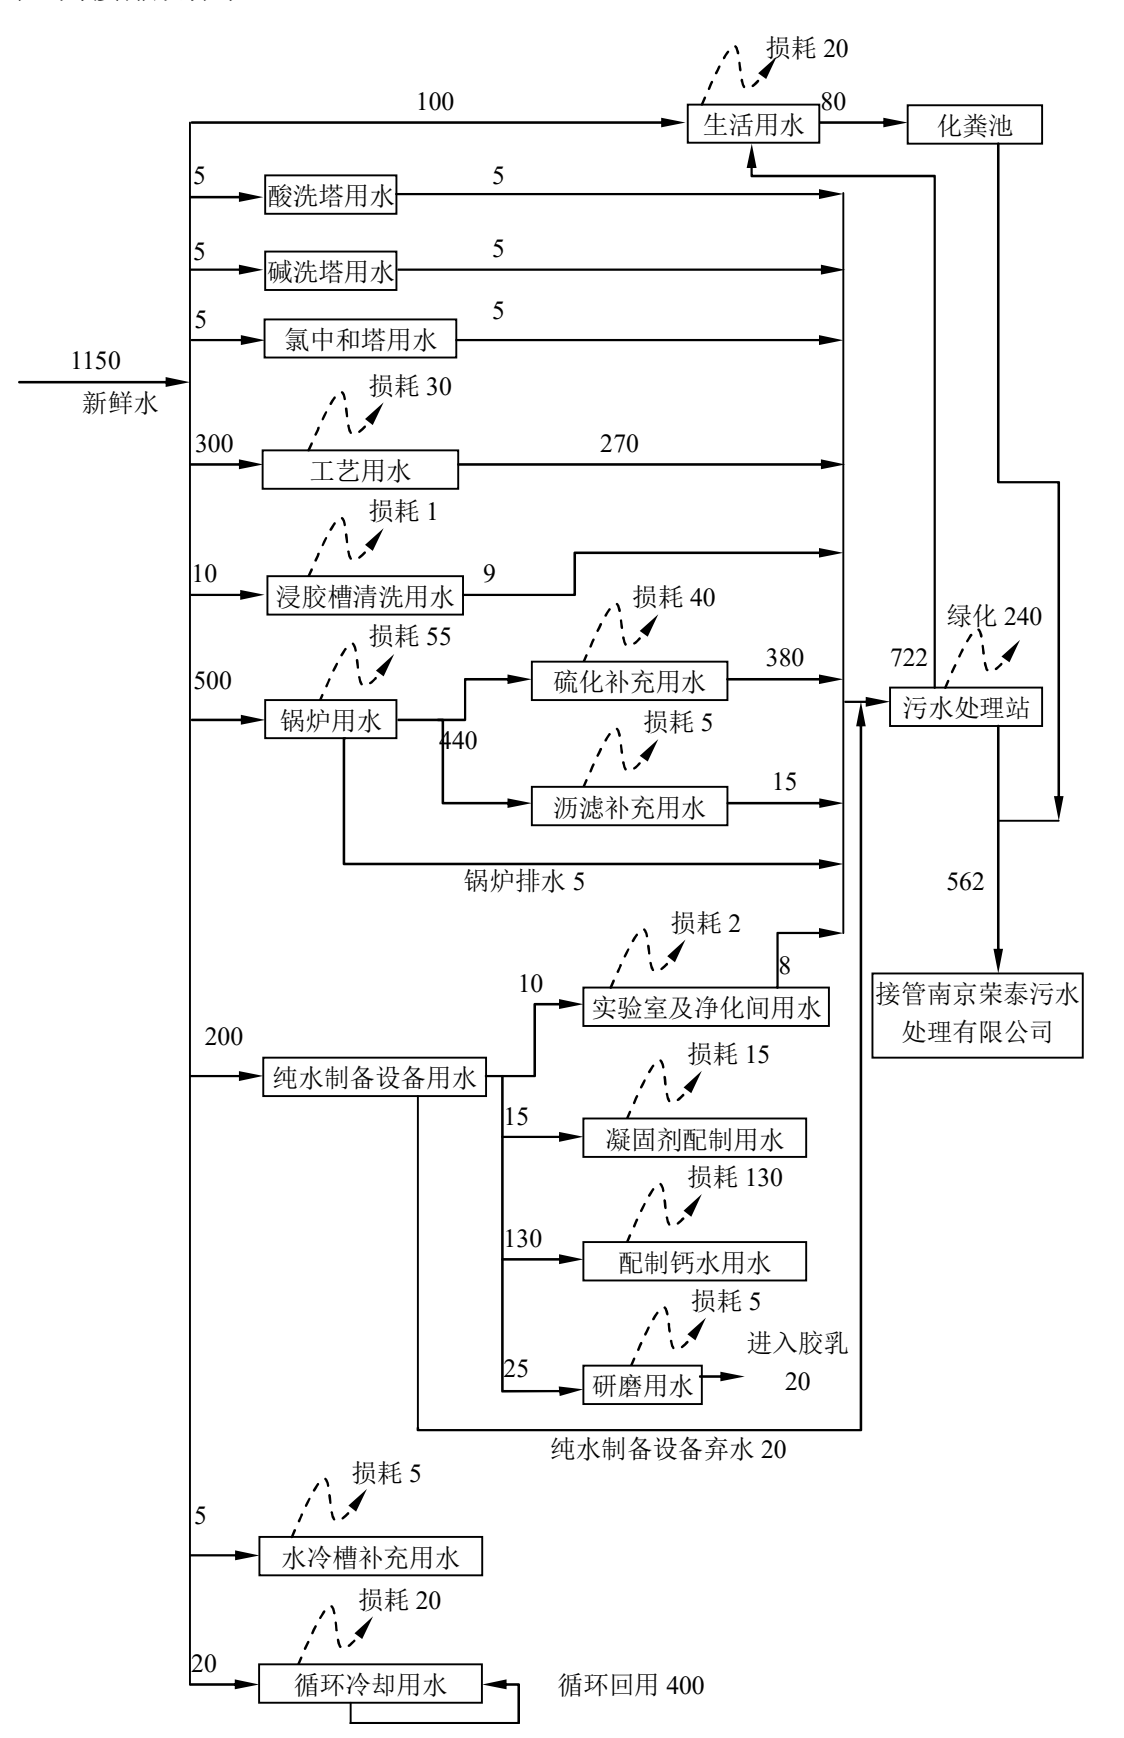 损耗 20
100
80
生活用水
化粪池
5
酸洗塔用水
5
5
碱洗塔用水
5
5
氯中和塔用水
5
1150
新鲜水
损耗 30
300
工艺用水
270
损耗 1
10
浸胶槽清洗用水
9
损耗 40
绿化 240
损耗 55
500
锅炉用水
440
硫化补充用水
380
722
污水处理站
损耗 5
沥滤补充用水
15
锅炉排水 5
562
损耗 2
8
10
实验室及净化间用水
接管南京荣泰污水
处理有限公司
200
纯水制备设备用水
损耗 15
15
凝固剂配制用水
损耗 130
130
配制钙水用水
损耗 5
25
研磨用水
进入胶乳
20
纯水制备设备弃水 20
损耗 5
5
水冷槽补充用水
损耗 20
20
循环冷却用水
循环回用 400